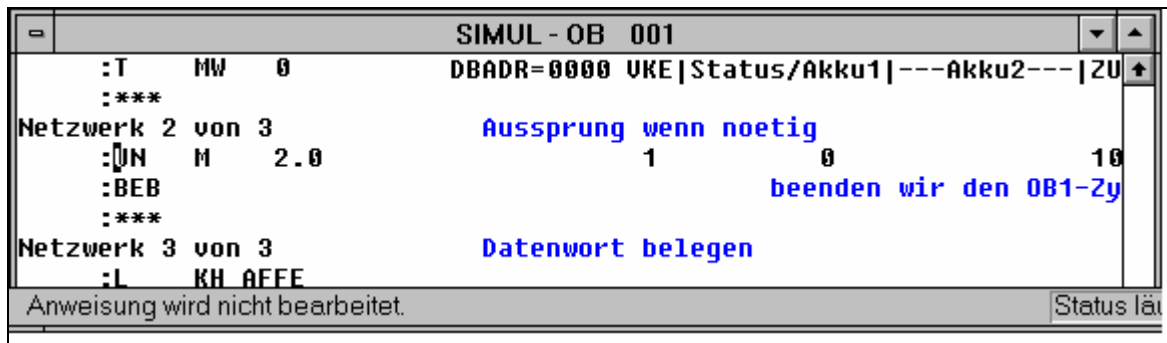 SIMUL - OB 001
:T MW 0 DBADR=0000 VKE|Status/Akku1|---Akku2---|ZU
:***
Netzwerk 2 von 3 Aussprung wenn noetig
:UN M 2.0 1 0 10
:BEB beenden wir den OB1-Zy
:***
Netzwerk 3 von 3 Datenwort belegen
:L KH AFFE
Anweisung wird nicht bearbeitet. Status läu